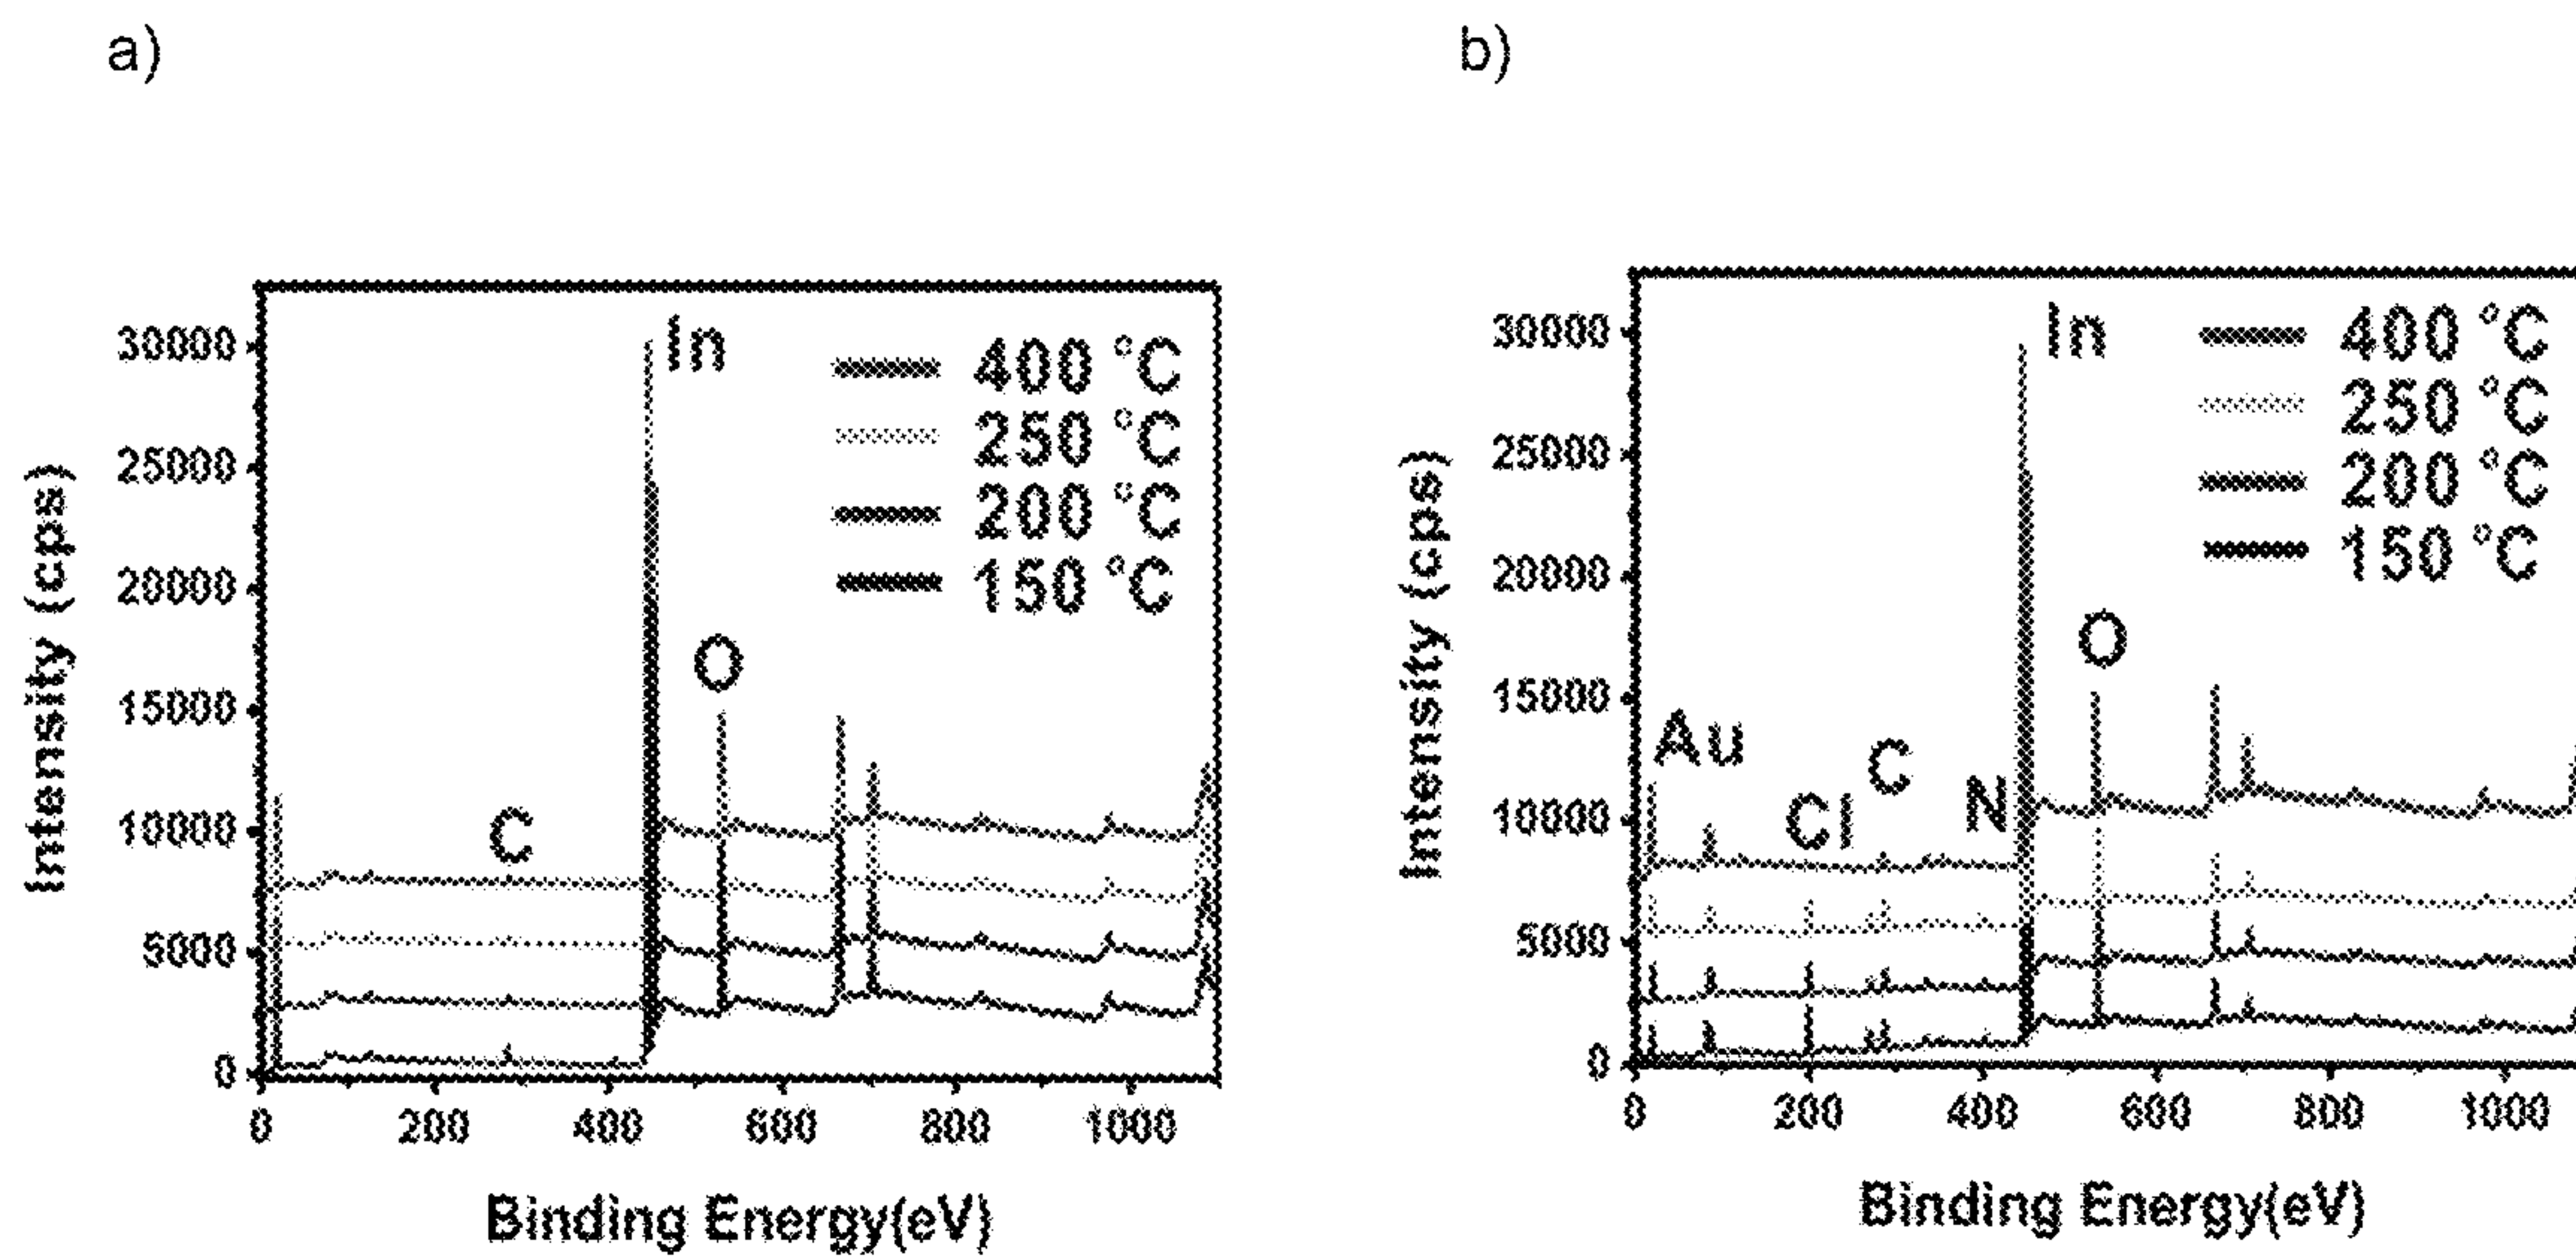 a)
In
400 °C
250 °C
200 °C
150 °C
O
C
30000
25000
20000
15000
10000
5000
0
0 200 400 600 800 1000
Intensity (cps)
Binding Energy(eV)
b)
In
400 °C
250 °C
200 °C
150 °C
O
Au
Cl
C
N
30000
25000
20000
15000
10000
5000
0
0 200 400 600 800 1000
Intensity (cps)
Binding Energy(eV)